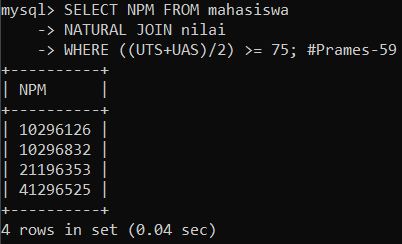 mysql> SELECT NPM FROM mahasiswa
    -> NATURAL JOIN nilai
    -> WHERE ((UTS+UAS)/2) >= 75; #Prames-59
+----------+
| NPM      |
+----------+
| 10296126 |
| 10296832 |
| 21196353 |
| 41296525 |
+----------+
4 rows in set (0.04 sec)